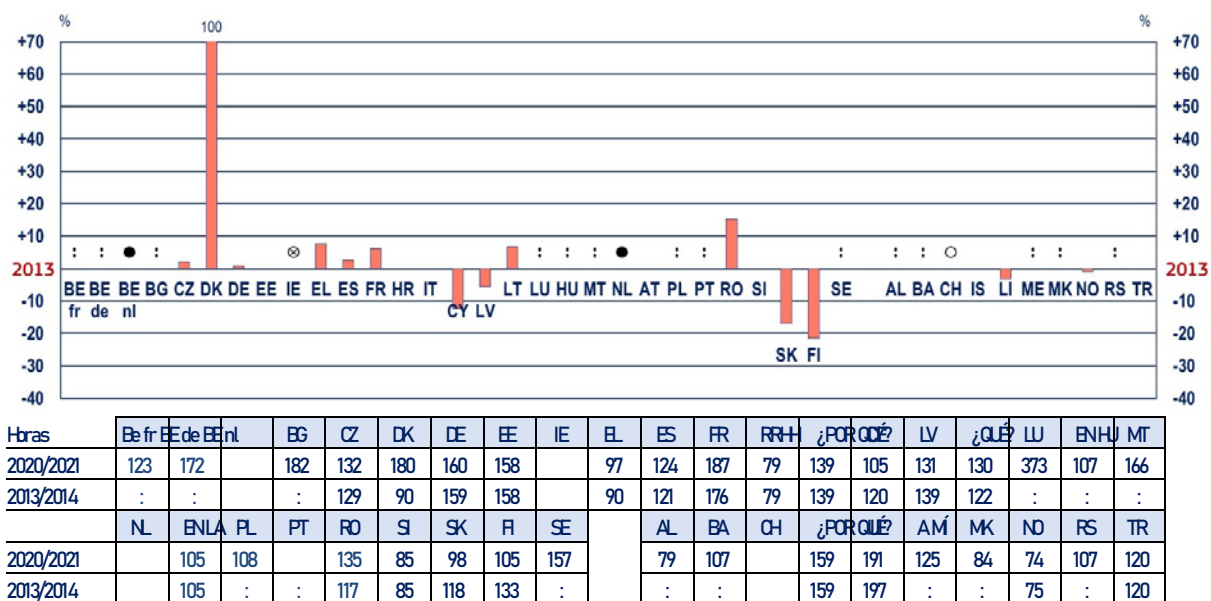 % 100 %
+70 +70
+60 +60
+50 +50
+40 +40
+30 +30
+20 +20
+10 +10
: : ● : ⊗ : : : ● : : : : : ○ : : :
2013 2013
BE BE BE BG CZ DK DE EE IE EL ES FR HR IT LT LU HU MT NL AT PL PT RO SI SE AL BA CH IS LI ME MK NO RS TR
-10 fr de nl CY LV -10
-20 -20
SK FI
-30 -30
-40 -40
Horas Be fr BE de BE nl BG CZ DK DE EE IE EL ES FR RRHH ¿POR QUÉ? LV ¿QUÉ? LU EN HU MT
2020/2021 123 172 182 132 180 160 158 97 124 187 79 139 105 131 130 373 107 166
2013/2014 : : : 129 90 159 158 90 121 176 79 139 120 139 122 : : :
NL EN LA PL PT RO SI SK FI SE AL BA CH ¿POR QUÉ? A MÍ MK NO RS TR
2020/2021 105 108 135 85 98 105 157 79 107 159 191 125 84 74 107 120
2013/2014 105 : : 117 85 118 133 : : : 159 197 : : 75 : 120